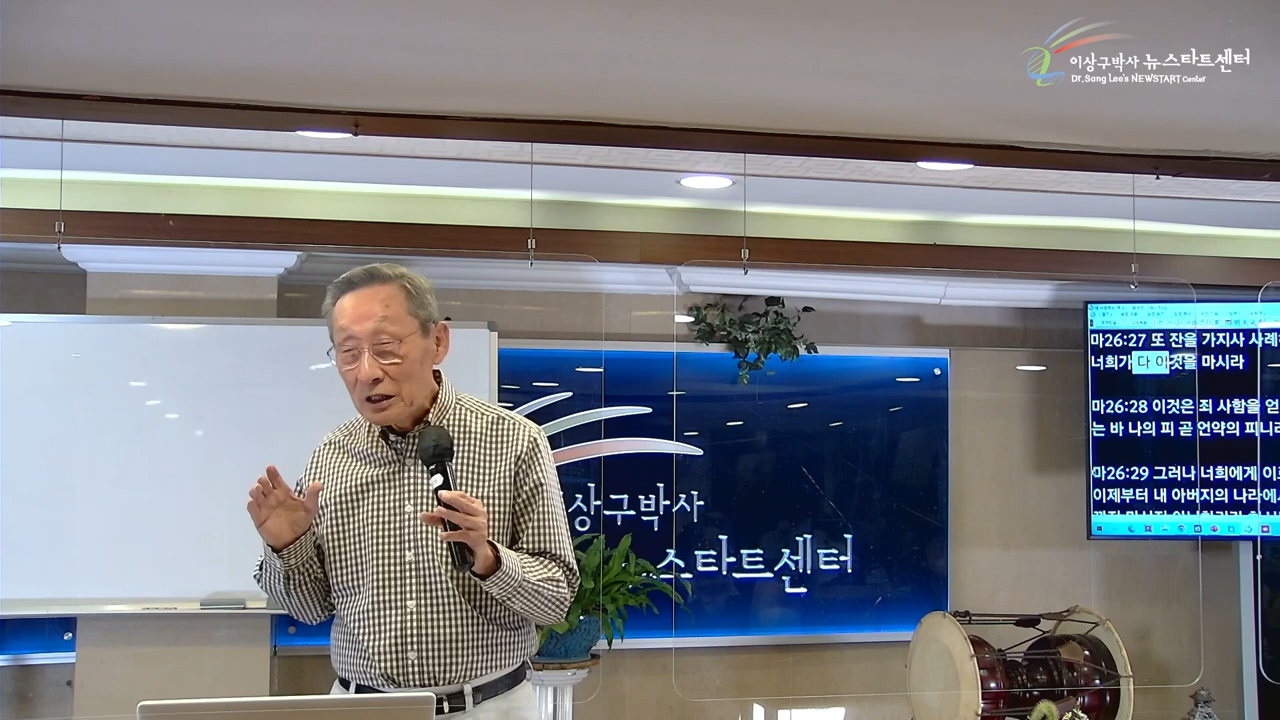 이상구박사 뉴스타트센터
Dr. Sang Lee's NEWSTART Center
마26:27 또 잔을 가지사 사례
너희가 다 이것을 마시라
마26:28 이것은 죄 사함을
는 바 나의 피 곧 언약의 피니라
마26:29 그러나 너희에게
이제부터 내 아버지의 나라에서
상구박사
스타트센터